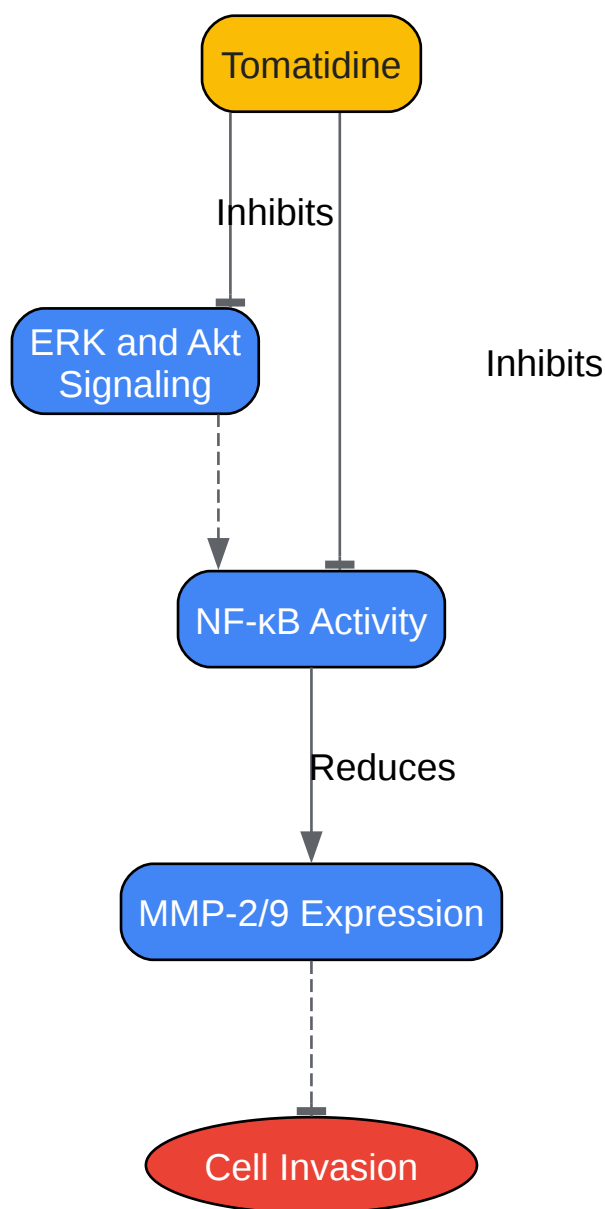 Tomatidine
Inhibits
ERK and Akt
Signaling
Inhibits
NF-κB Activity
Reduces
MMP-2/9 Expression
Cell Invasion